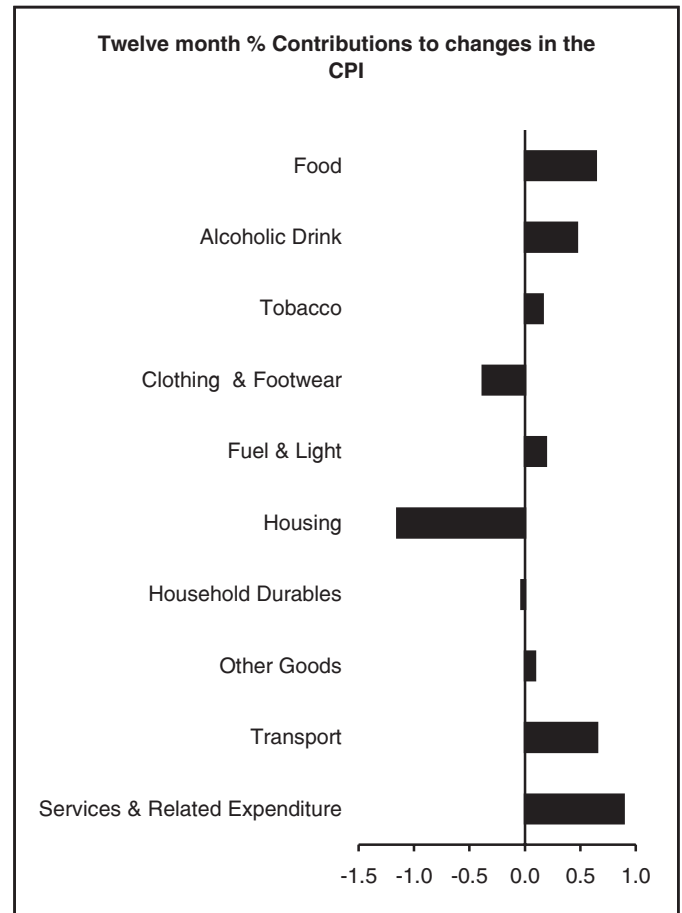 Twelve month % Contributions to changes in the
CPI
Food
Alcoholic Drink
Tobacco
Clothing & Footwear
Fuel & Light
Housing
Household Durables
Other Goods
Transport
Services & Related Expenditure
-1.5 -1.0 -0.5 0.0 0.5 1.0